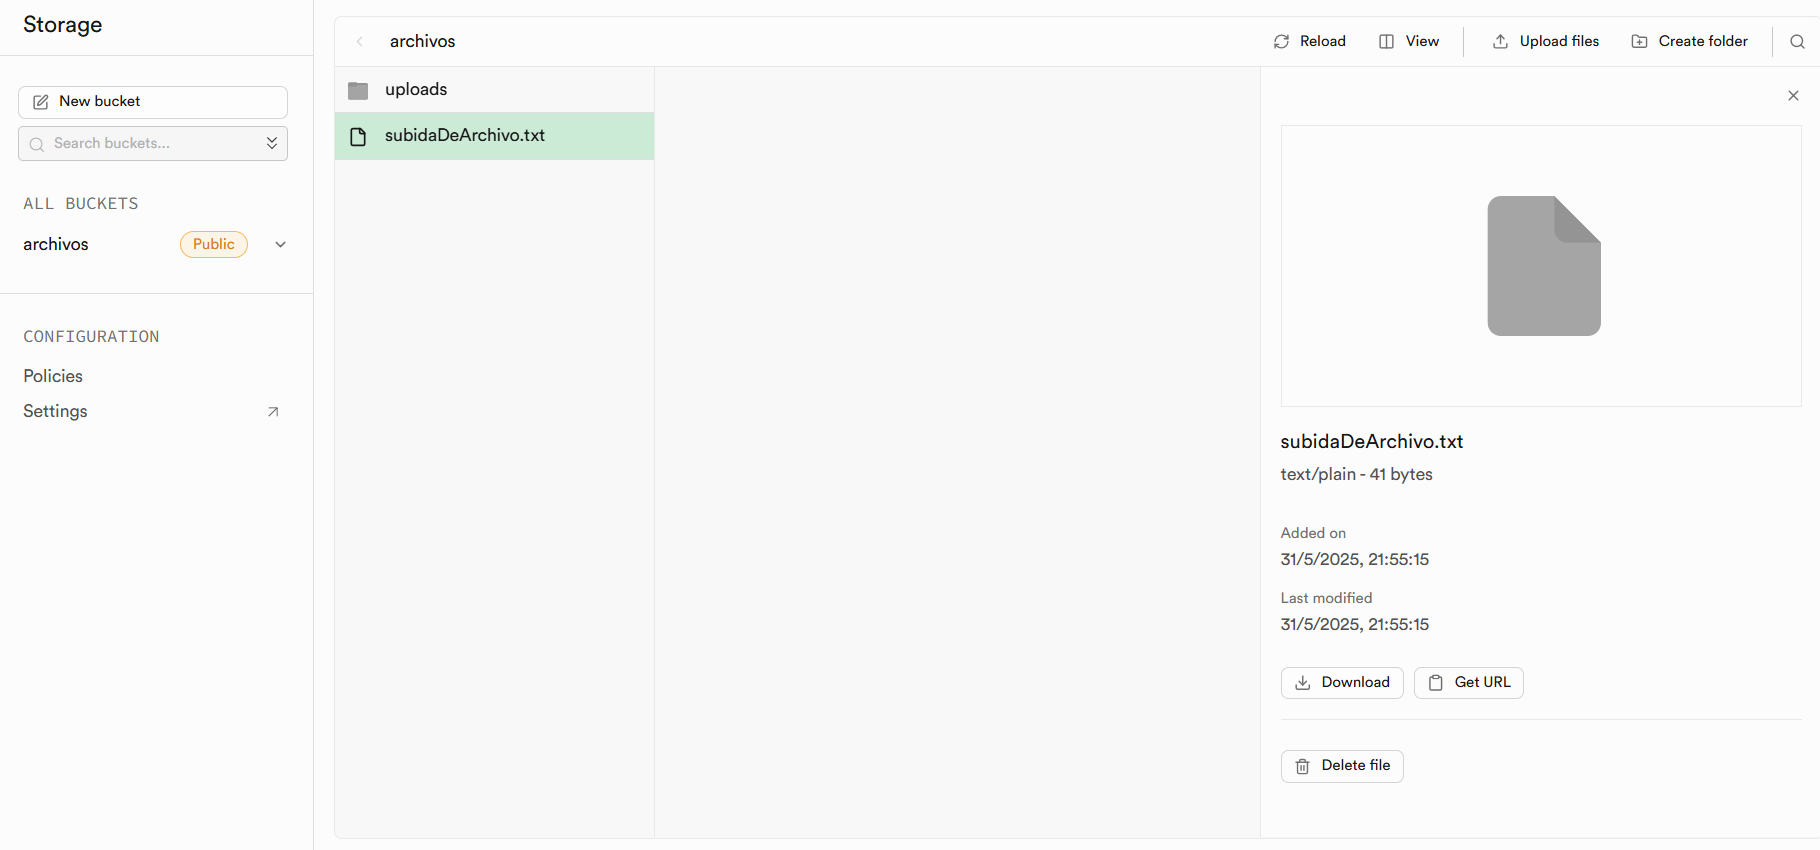 Storage
New bucket
Search buckets...
ALL BUCKETS
archivos Public
CONFIGURATION
Policies
Settings
archivos Reload View Upload files Create folder
uploads
subidaDeArchivo.txt
subidaDeArchivo.txt
text/plain - 41 bytes
Added on
31/5/2025, 21:55:15
Last modified
31/5/2025, 21:55:15
Download Get URL
Delete file